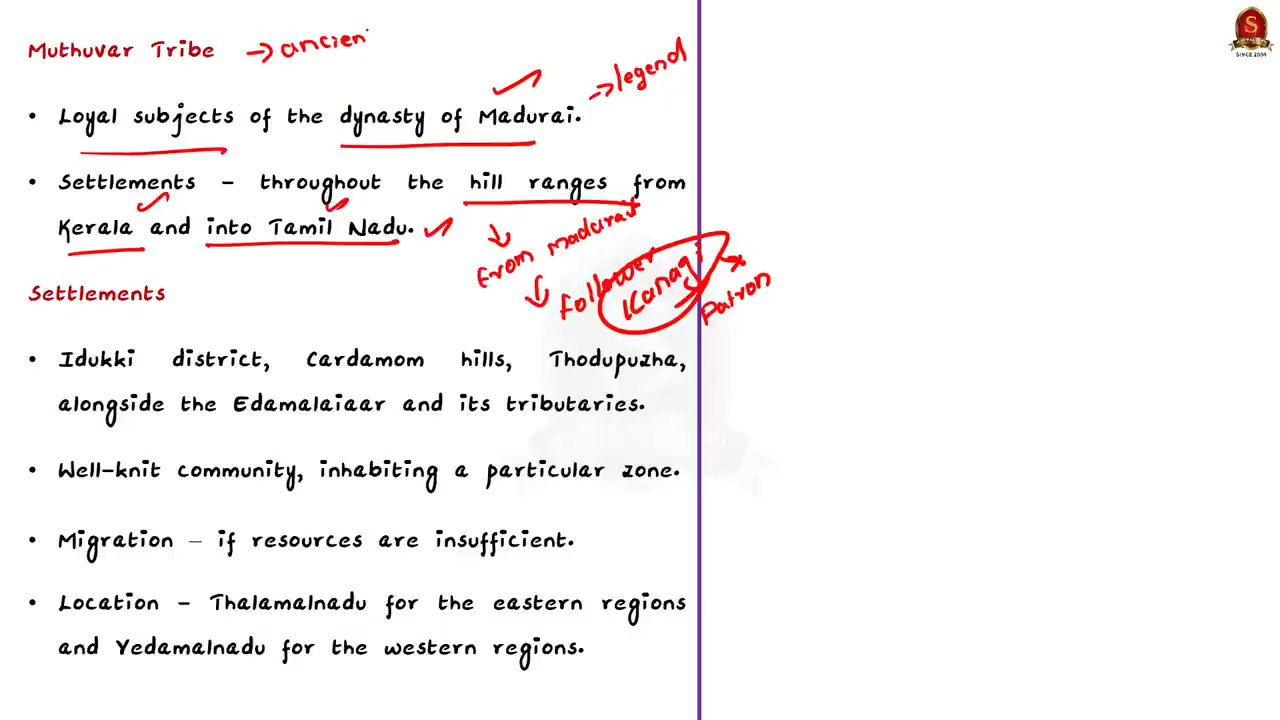 Muthuvar Tribe → ancien
• Loyal subjects of the dynasty of Madurai.
→ legend
• Settlements - throughout the hill ranges from
Kerala and into Tamil Nadu.
from madurai
follower
Kanagi
Patron
Settlements
• Idukki district, Cardamom hills, Thodupuzha,
alongside the Edamalaiaar and its tributaries.
• Well-knit community, inhabiting a particular zone.
• Migration – if resources are insufficient.
• Location - Thalamalnadu for the eastern regions
and Yedamalnadu for the western regions.
S
SINCE 2004